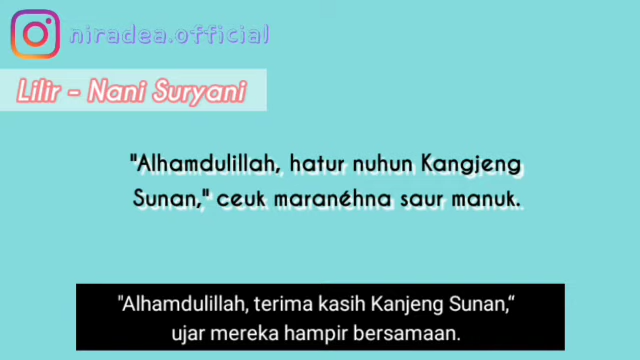 niradea.official
Lilir - Nani Suryani
"Alhamdulillah, hatur nuhun Kangjeng
Sunan," ceuk maranéhna saur manuk.
"Alhamdulillah, terima kasih Kanjeng Sunan,“
ujar mereka hampir bersamaan.